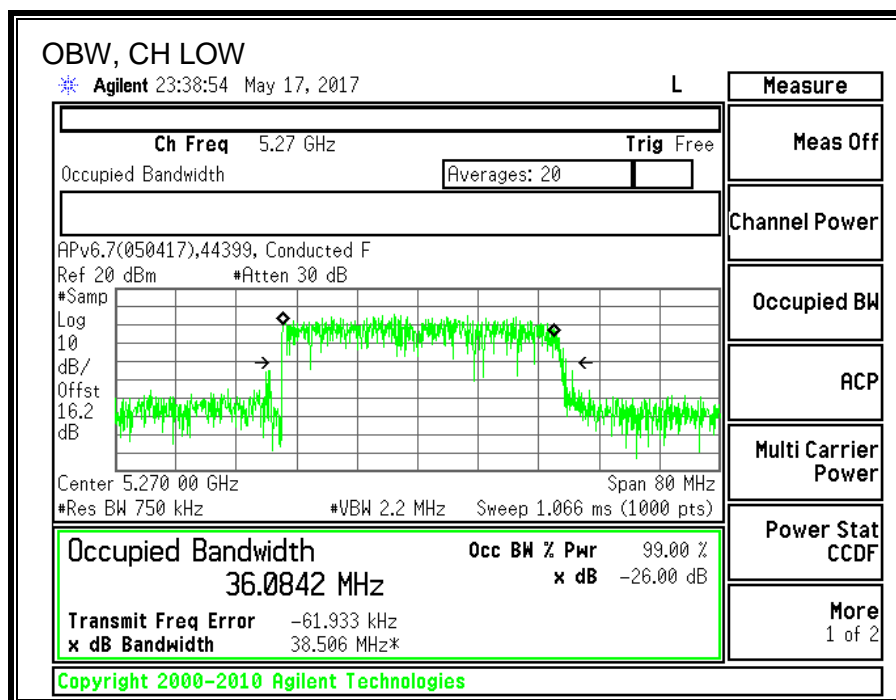 OBW, CH LOW
Agilent 23:38:54 May 17, 2017 L
Measure
Ch Freq 5.27 GHz Trig Free
Meas Off
Occupied Bandwidth Averages: 20
Channel Power
APv6.7(050417),44399, Conducted F
Ref 20 dBm #Atten 30 dB
#Samp
Log
10
dB/
Offst
16.2
dB
Occupied BW
ACP
Multi Carrier
Power
Center 5.270 00 GHz Span 80 MHz
#Res BW 750 kHz #VBW 2.2 MHz Sweep 1.066 ms (1000 pts)
Power Stat
CCDF
Occupied Bandwidth Occ BW % Pwr 99.00 %
36.0842 MHz x dB -26.00 dB
Transmit Freq Error -61.933 kHz
x dB Bandwidth 38.506 MHz*
More
1 of 2
Copyright 2000-2010 Agilent Technologies